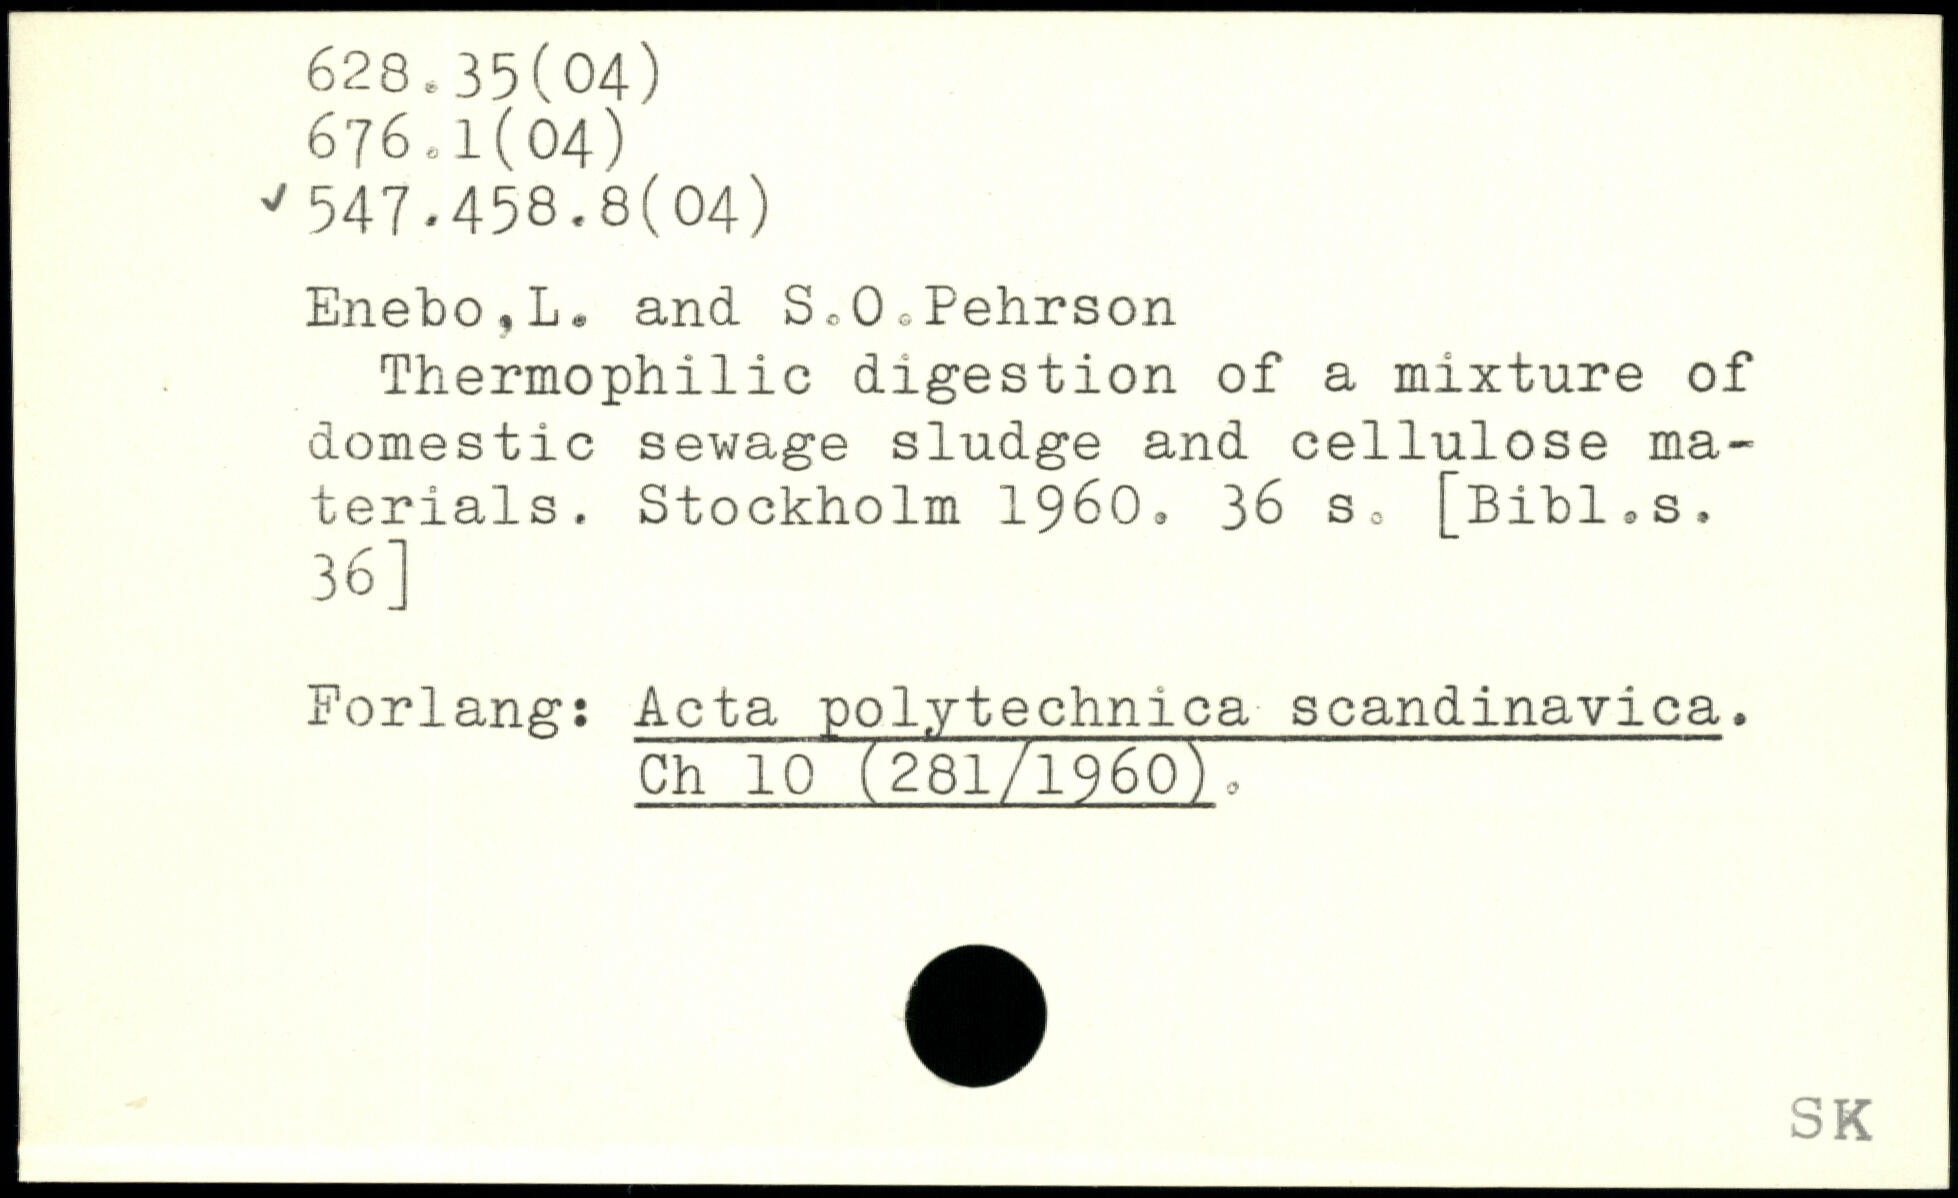 628.35(04)
676.1(04)
✓ 547.458.8(04)
Enebo,L. and S.O.Pehrson
Thermophilic digestion of a mixture of
domestic sewage sludge and cellulose ma-
terials. Stockholm 1960. 36 s. [Bibl.s.
36]
Forlang: Acta polytechnica scandinavica.
Ch 10 (281/1960).
SK